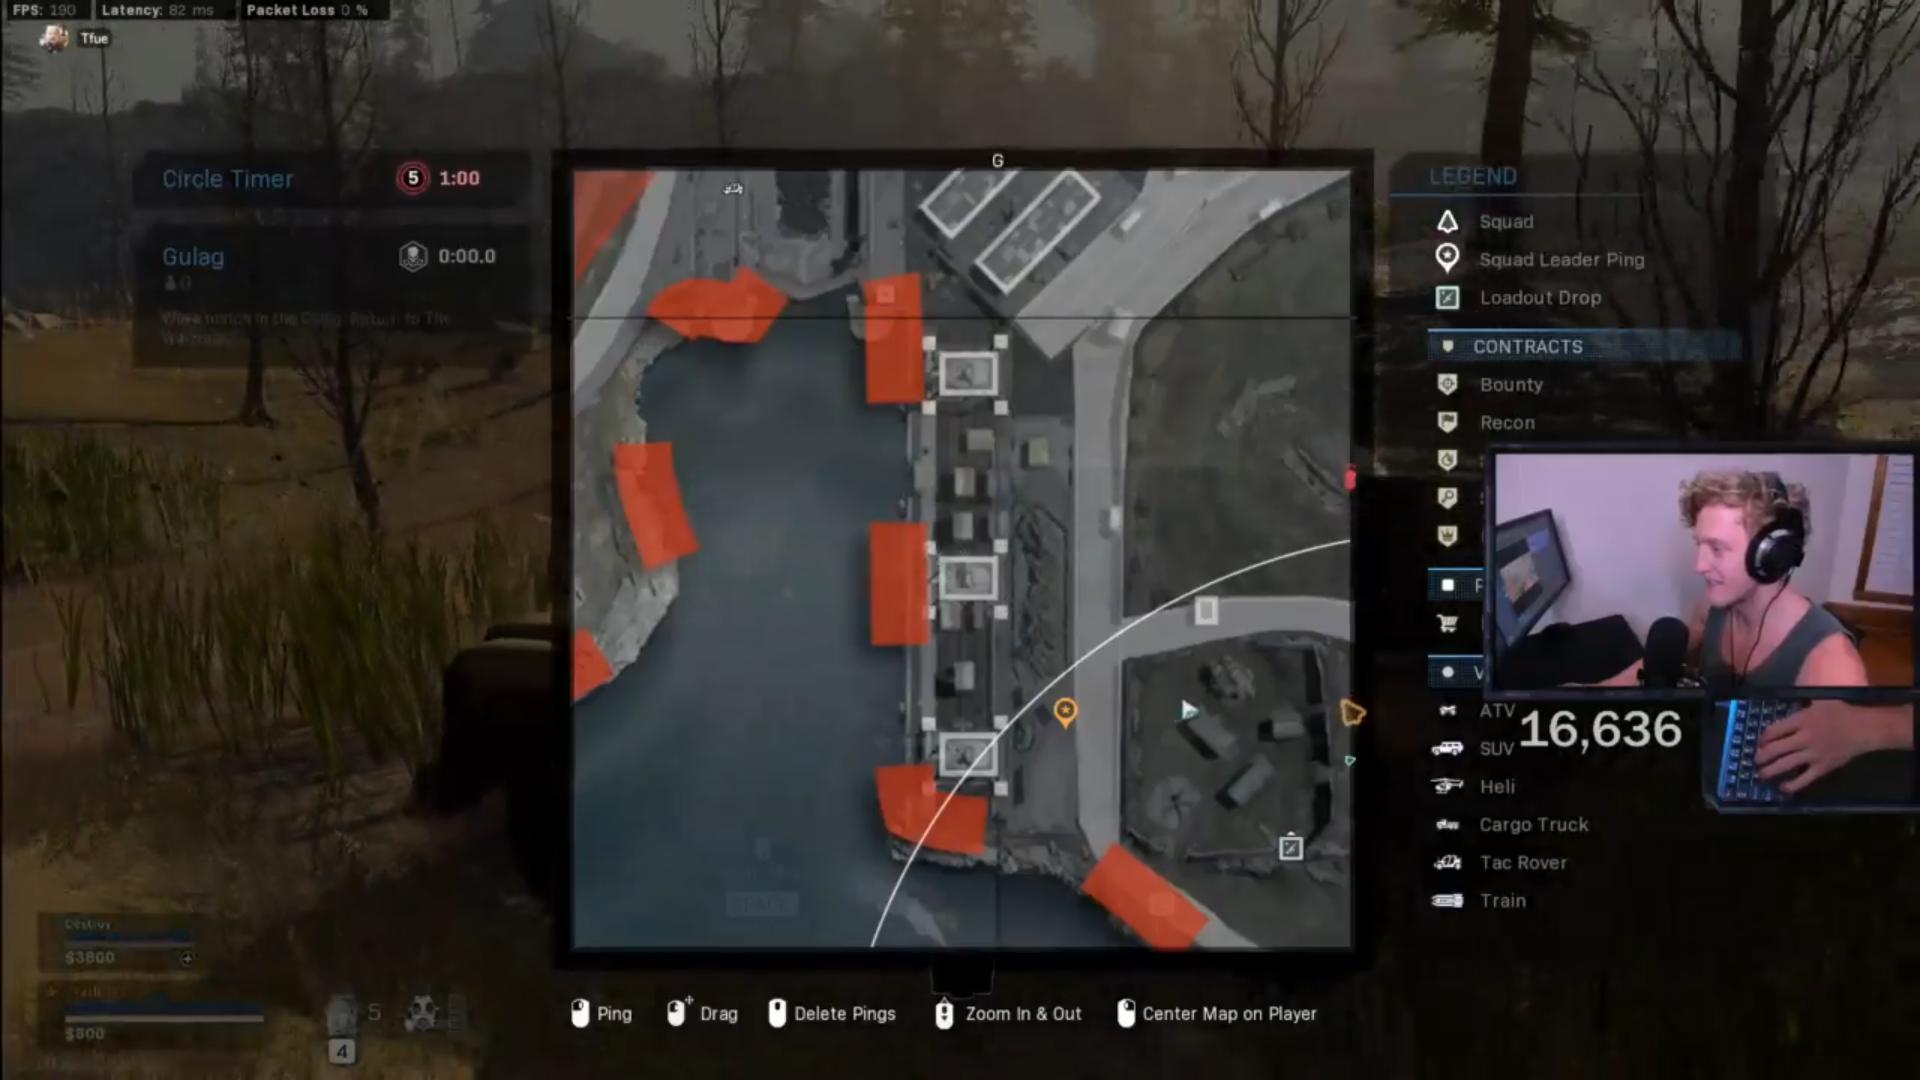 FPS: 190 Latency: 82 ms Packet Loss 0 %
Tfue
G
Circle Timer 5 1:00
Gulag 0:00.0
0
LEGEND
Squad
Squad Leader Ping
Loadout Drop
CONTRACTS
Bounty
Recon
ATV
16,636
SUV
Heli
Cargo Truck
Tac Rover
Train
Destroy
$3800
$800
5
4
Ping Drag Delete Pings Zoom In & Out Center Map on Player